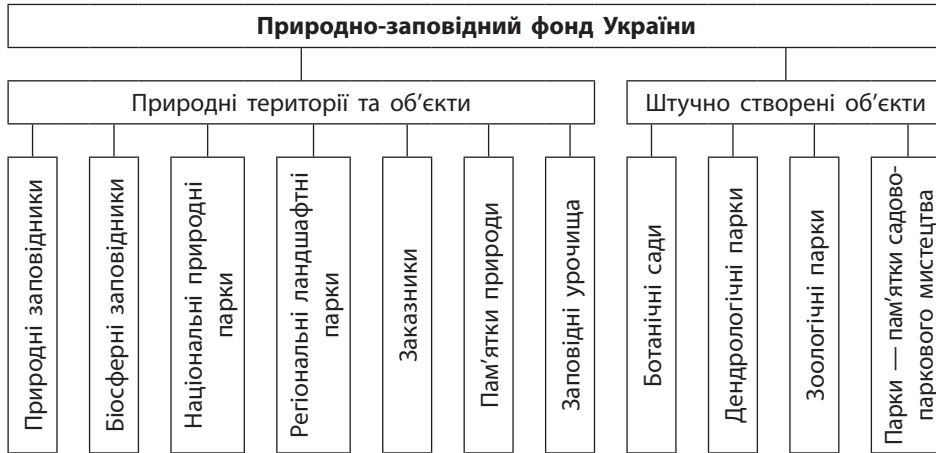 Природно-заповідний фонд України
Природні території та об’єкти
Штучно створені об’єкти
Природні заповідники
Біосферні заповідники
Національні природні
парки
Регіональні ландшафтні
парки
Заказники
Пам’ятки природи
Заповідні урочища
Ботанічні сади
Дендрологічні парки
Зоологічні парки
Парки — пам’ятки садово-
паркового мистецтва